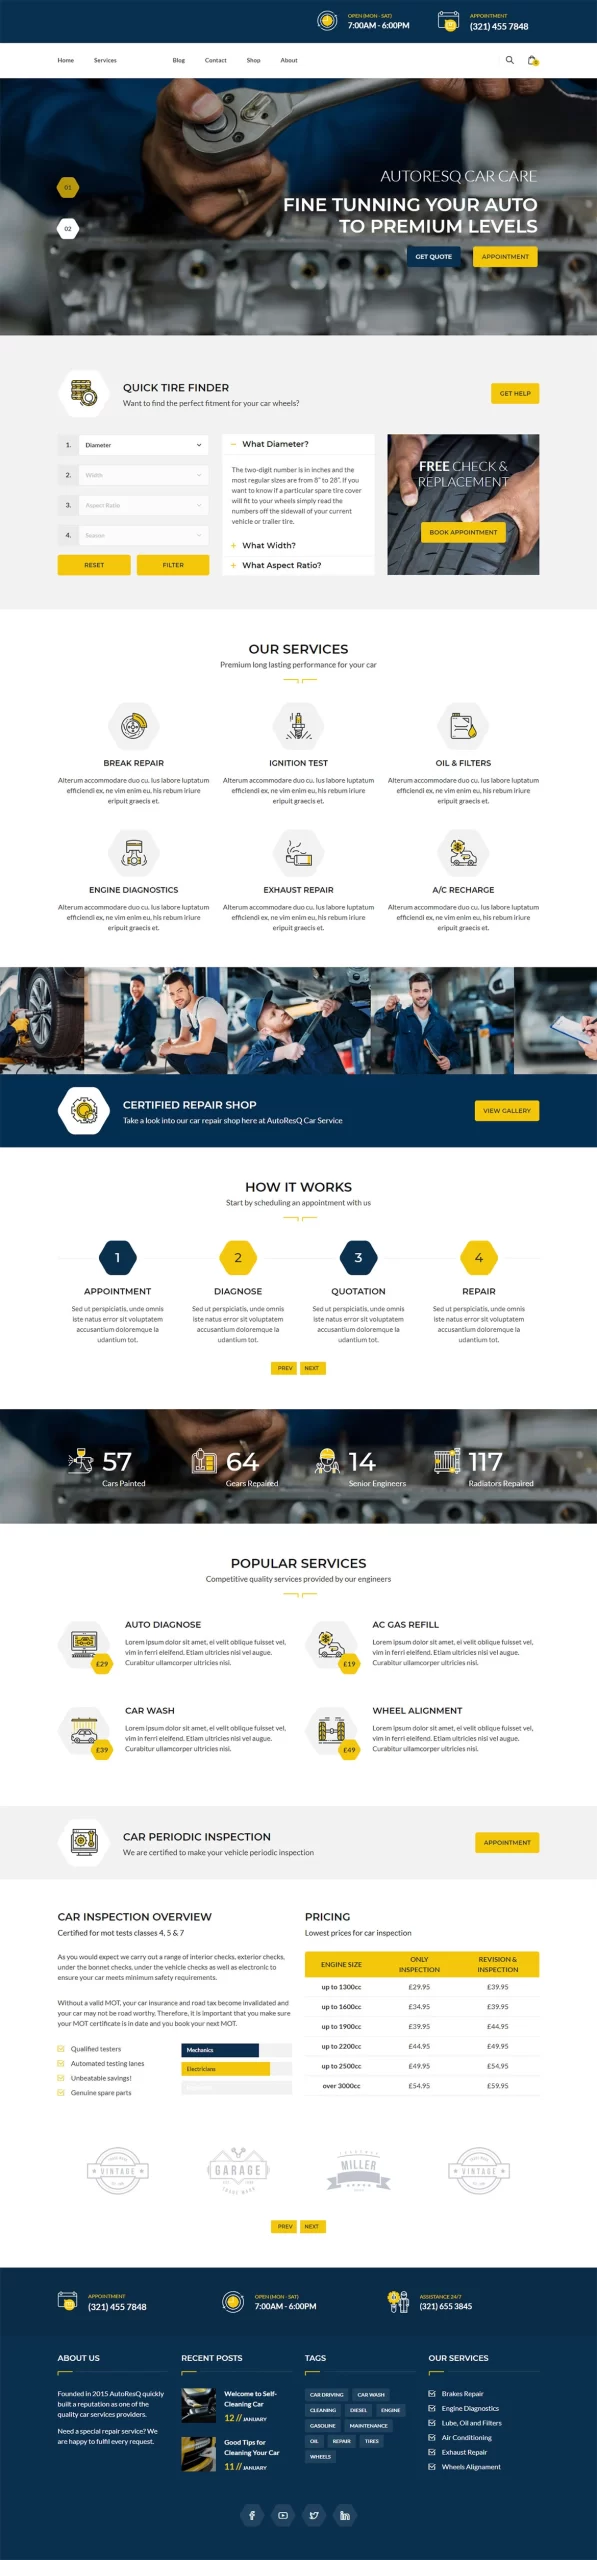 OPEN (MON - SAT)
7:00AM - 6:00PM
APPOINTMENT
(321) 455 7848
Home
Services
Blog
Contact
Shop
About
0
01
02
AUTORESQ CAR CARE
FINE TUNNING YOUR AUTO
TO PREMIUM LEVELS
GET QUOTE
APPOINTMENT
QUICK TIRE FINDER
Want to find the perfect fitment for your car wheels?
GET HELP
1. Diameter
2. Width
3. Aspect Ratio
4. Season
RESET
FILTER
What Diameter?
The two-digit number is in inches and the
most regular sizes are from 8" to 28". If you
want to know if a particular spare tire cover
will fit to your wheels simply read the
numbers off the sidewall of your current
vehicle or trailer tire.
What Width?
What Aspect Ratio?
FREE CHECK &
REPLACEMENT
BOOK APPOINTMENT
OUR SERVICES
Premium long lasting performance for your car
BREAK REPAIR
Alterum accommodare duo cu. Ius labore luptatum
efficiendi ex, ne vim enim eu, his rebum iriure
eripuit graecis et.
IGNITION TEST
Alterum accommodare duo cu. Ius labore luptatum
efficiendi ex, ne vim enim eu, his rebum iriure
eripuit graecis et.
OIL & FILTERS
Alterum accommodare duo cu. Ius labore luptatum
efficiendi ex, ne vim enim eu, his rebum iriure
eripuit graecis et.
ENGINE DIAGNOSTICS
Alterum accommodare duo cu. Ius labore luptatum
efficiendi ex, ne vim enim eu, his rebum iriure
eripuit graecis et.
EXHAUST REPAIR
Alterum accommodare duo cu. Ius labore luptatum
efficiendi ex, ne vim enim eu, his rebum iriure
eripuit graecis et.
A/C RECHARGE
Alterum accommodare duo cu. Ius labore luptatum
efficiendi ex, ne vim enim eu, his rebum iriure
eripuit graecis et.
CERTIFIED REPAIR SHOP
Take a look into our car repair shop here at AutoResQ Car Service
VIEW GALLERY
HOW IT WORKS
Start by scheduling an appointment with us
1
APPOINTMENT
Sed ut perspiciatis, unde omnis
iste natus error sit voluptatem
accusantium doloremque la
udantium tot.
2
DIAGNOSE
Sed ut perspiciatis, unde omnis
iste natus error sit voluptatem
accusantium doloremque la
udantium tot.
3
QUOTATION
Sed ut perspiciatis, unde omnis
iste natus error sit voluptatem
accusantium doloremque la
udantium tot.
4
REPAIR
Sed ut perspiciatis, unde omnis
iste natus error sit voluptatem
accusantium doloremque la
udantium tot.
PREV
NEXT
57
Cars Painted
64
Gears Repaired
14
Senior Engineers
117
Radiators Repaired
POPULAR SERVICES
Competitive quality services provided by our engineers
£29
AUTO DIAGNOSE
Lorem ipsum dolor sit amet, ei velit oblique fuisset vel,
vim in ferri eleifend. Etiam ultricies nisi vel augue.
Curabitur ullamcorper ultricies nisi.
£19
AC GAS REFILL
Lorem ipsum dolor sit amet, ei velit oblique fuisset vel,
vim in ferri eleifend. Etiam ultricies nisi vel augue.
Curabitur ullamcorper ultricies nisi.
£39
CAR WASH
Lorem ipsum dolor sit amet, ei velit oblique fuisset vel,
vim in ferri eleifend. Etiam ultricies nisi vel augue.
Curabitur ullamcorper ultricies nisi.
£49
WHEEL ALIGNMENT
Lorem ipsum dolor sit amet, ei velit oblique fuisset vel,
vim in ferri eleifend. Etiam ultricies nisi vel augue.
Curabitur ullamcorper ultricies nisi.
CAR PERIODIC INSPECTION
We are certified to make your vehicle periodic inspection
APPOINTMENT
CAR INSPECTION OVERVIEW
Certified for mot tests classes 4, 5 & 7
As you would expect we carry out a range of interior checks, exterior checks,
under the bonnet checks, under the vehicle checks as well as electronic to
ensure your car meets minimum safety requirements.
Without a valid MOT, your car insurance and road tax become invalidated and
your car may not be road worthy. Therefore, it is important that you make sure
your MOT certificate is in date and you book your next MOT.
Qualified testers
Automated testing lanes
Unbeatable savings!
Genuine spare parts
Mechanics
Electricians
PRICING
Lowest prices for car inspection
ENGINE SIZE
ONLY
INSPECTION
REVISION &
INSPECTION
up to 1300cc £29.95 £39.95
up to 1600cc £34.95 £39.95
up to 1900cc £39.95 £44.95
up to 2200cc £44.95 £49.95
up to 2500cc £49.95 £54.95
over 3000cc £54.95 £59.95
VINTAGE
GARAGE
MILLER
VINTAGE
PREV
NEXT
APPOINTMENT
(321) 455 7848
OPEN (MON - SAT)
7:00AM - 6:00PM
ASSISTANCE 24/7
(321) 655 3845
ABOUT US
Founded in 2015 AutoResQ quickly
built a reputation as one of the
quality car services providers.
Need a special repair service? We
are happy to fulfil every request.
RECENT POSTS
Welcome to Self-
Cleaning Car
12 // JANUARY
Good Tips for
Cleaning Your Car
11 // JANUARY
TAGS
CAR DRIVING
CAR WASH
CLEANING
DIESEL
ENGINE
GASOLINE
MAINTENANCE
OIL
REPAIR
TIRES
WHEELS
OUR SERVICES
Brakes Repair
Engine Diagnostics
Lube, Oil and Filters
Air Conditioning
Exhaust Repair
Wheels Alignament